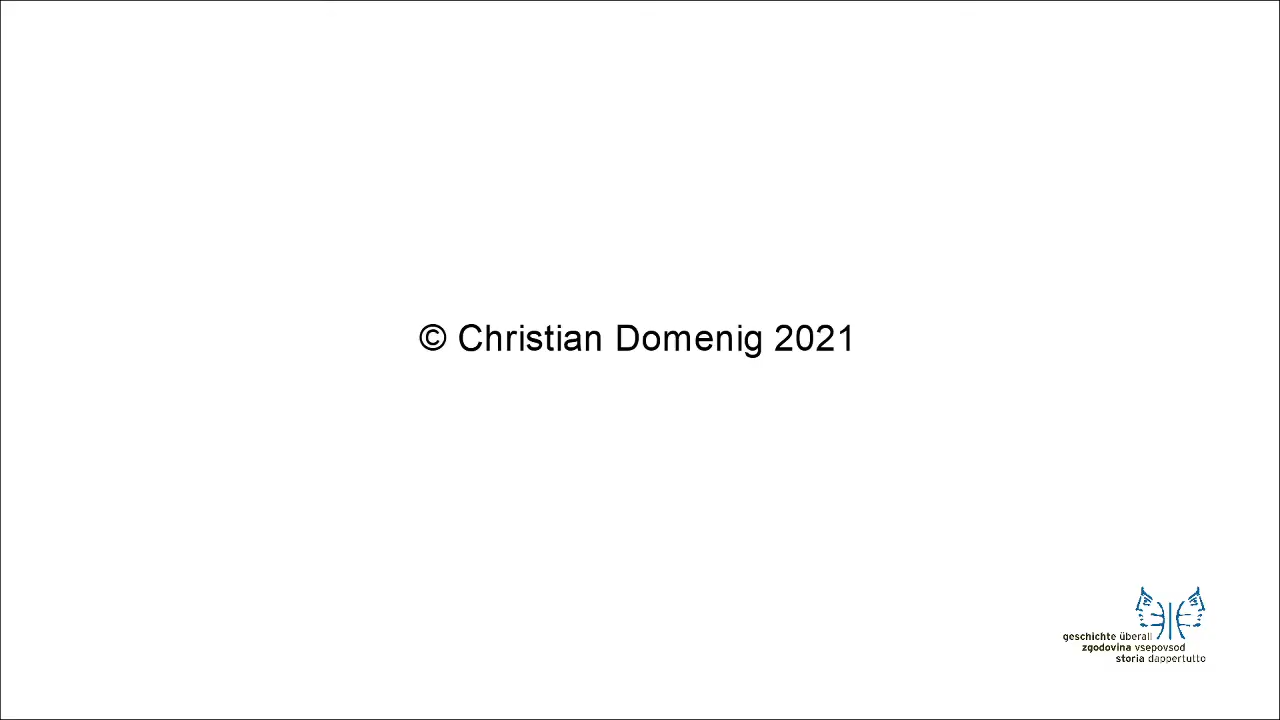 © Christian Domenig 2021
geschichte überall
zgodovina vsepovsod
storia dappertutto